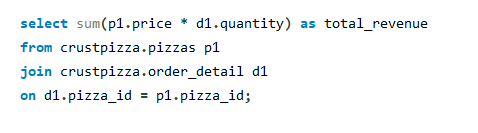 select sum(p1.price * d1.quantity) as total_revenue
from crustpizza.pizzas p1
join crustpizza.order_detail d1
on d1.pizza_id = p1.pizza_id;